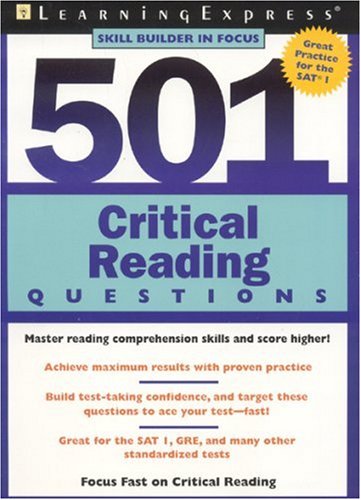 LEARNINGEXPRESS®
SKILL BUILDER IN FOCUS
Great
Practice
for the
SAT* 1
501
Critical
Reading
QUESTIONS
Master reading comprehension skills and score higher!
Achieve maximum results with proven practice
Build test-taking confidence, and target these
questions to ace your test—fast!
Great for the SAT 1, GRE, and many other
standardized tests
Focus Fast on Critical Reading